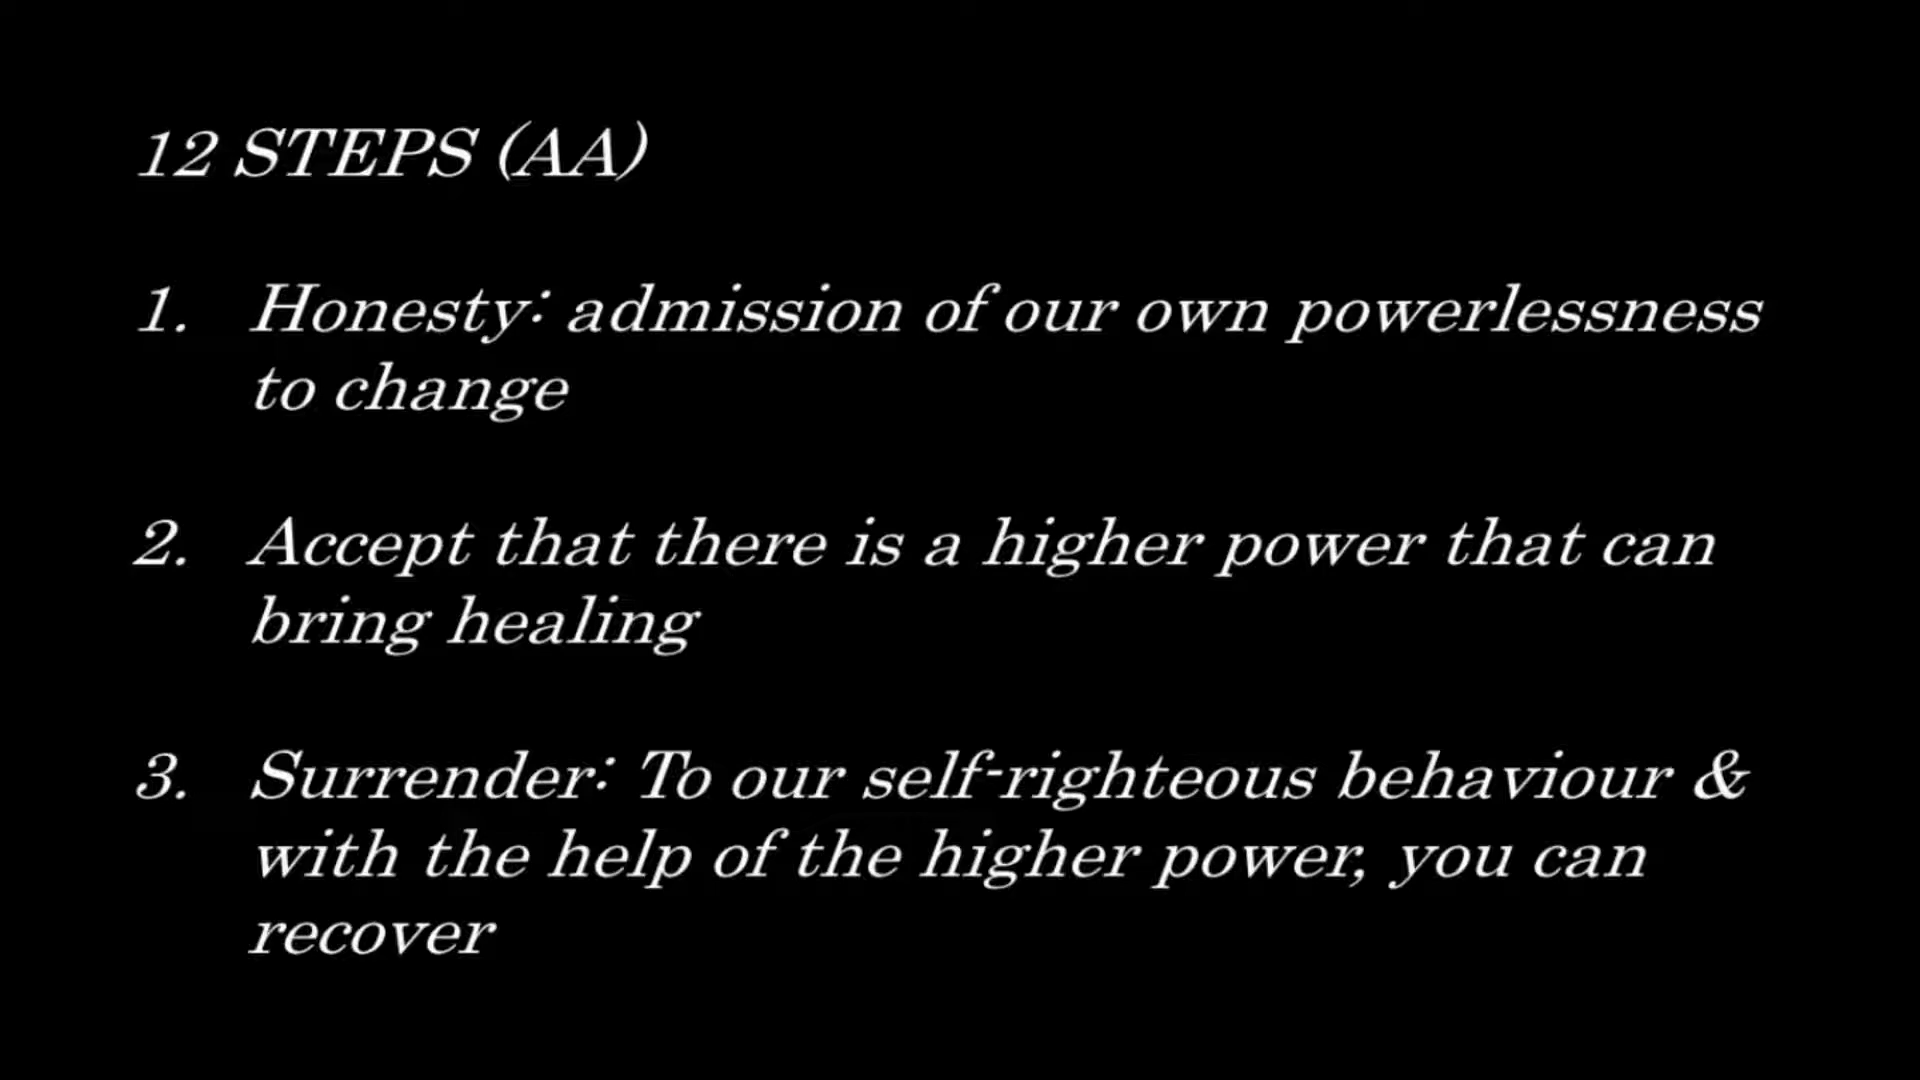 12 STEPS (AA)
1. Honesty: admission of our own powerlessness
to change
2. Accept that there is a higher power that can
bring healing
3. Surrender: To our self-righteous behaviour &
with the help of the higher power, you can
recover